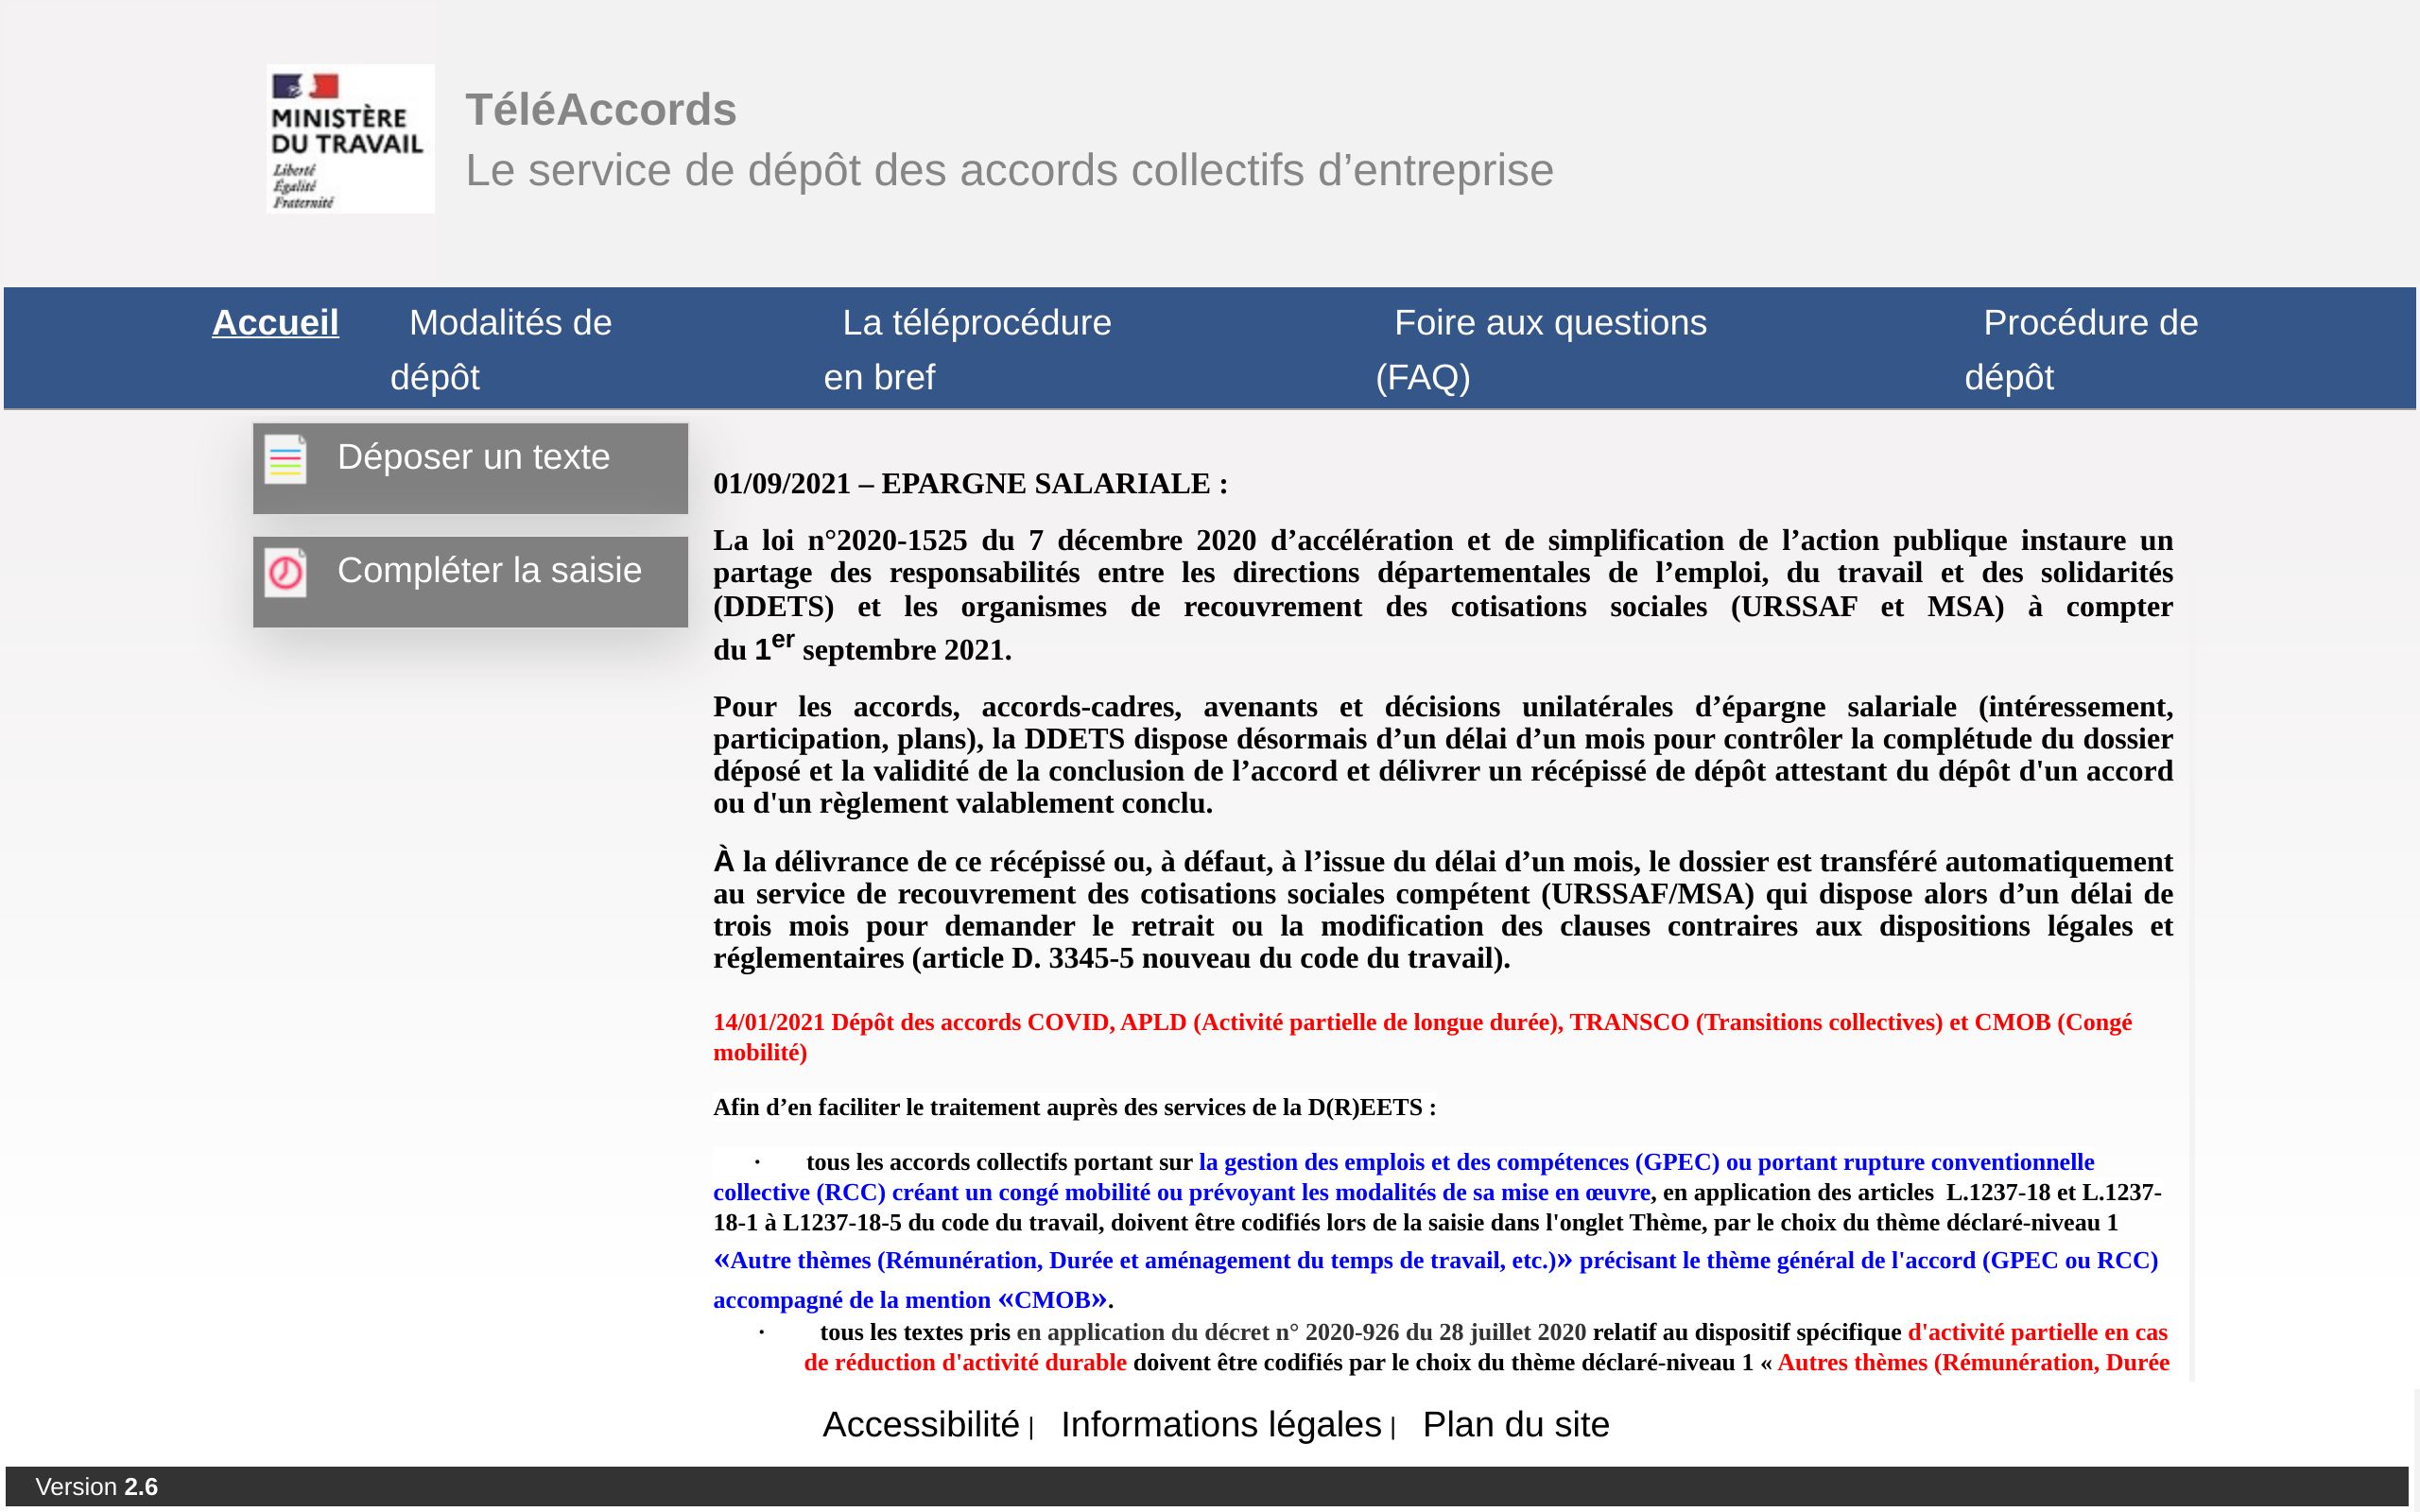 MINISTÈRE
DU TRAVAIL
Liberté
Égalité
Fraternité
TéléAccords
Le service de dépôt des accords collectifs d’entreprise
Accueil
Modalités de
dépôt
La téléprocédure
en bref
Foire aux questions
(FAQ)
Procédure de
dépôt
Déposer un texte
Compléter la saisie
01/09/2021 – EPARGNE SALARIALE :
La loi n°2020-1525 du 7 décembre 2020 d’accélération et de simplification de l’action publique instaure un
partage des responsabilités entre les directions départementales de l’emploi, du travail et des solidarités
(DDETS) et les organismes de recouvrement des cotisations sociales (URSSAF et MSA) à compter
du 1er septembre 2021.
Pour les accords, accords-cadres, avenants et décisions unilatérales d’épargne salariale (intéressement,
participation, plans), la DDETS dispose désormais d’un délai d’un mois pour contrôler la complétude du dossier
déposé et la validité de la conclusion de l’accord et délivrer un récépissé de dépôt attestant du dépôt d'un accord
ou d'un règlement valablement conclu.
À la délivrance de ce récépissé ou, à défaut, à l’issue du délai d’un mois, le dossier est transféré automatiquement
au service de recouvrement des cotisations sociales compétent (URSSAF/MSA) qui dispose alors d’un délai de
trois mois pour demander le retrait ou la modification des clauses contraires aux dispositions légales et
réglementaires (article D. 3345-5 nouveau du code du travail).
14/01/2021 Dépôt des accords COVID, APLD (Activité partielle de longue durée), TRANSCO (Transitions collectives) et CMOB (Congé
mobilité)
Afin d’en faciliter le traitement auprès des services de la D(R)EETS :
· tous les accords collectifs portant sur la gestion des emplois et des compétences (GPEC) ou portant rupture conventionnelle
collective (RCC) créant un congé mobilité ou prévoyant les modalités de sa mise en œuvre, en application des articles L.1237-18 et L.1237-
18-1 à L1237-18-5 du code du travail, doivent être codifiés lors de la saisie dans l'onglet Thème, par le choix du thème déclaré-niveau 1
«Autre thèmes (Rémunération, Durée et aménagement du temps de travail, etc.)» précisant le thème général de l'accord (GPEC ou RCC)
accompagné de la mention «CMOB».
· tous les textes pris en application du décret n° 2020-926 du 28 juillet 2020 relatif au dispositif spécifique d'activité partielle en cas
de réduction d'activité durable doivent être codifiés par le choix du thème déclaré-niveau 1 « Autres thèmes (Rémunération, Durée
Accessibilité | Informations légales | Plan du site
Version 2.6